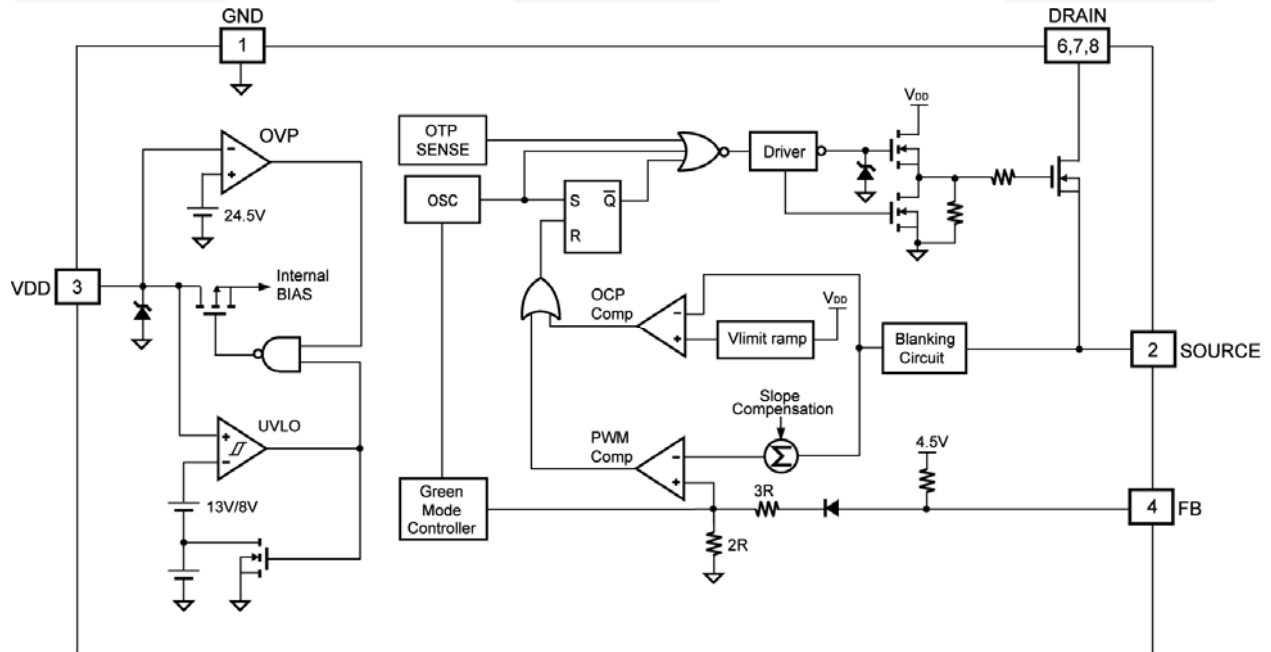 GND
1
DRAIN
6,7,8
OVP
-
+
24.5V
VDD
3
Internal
BIAS
UVLO
+
-
13V/8V
OTP
SENSE
OSC
S
Q̅
R
Driver
VDD
OCP
Comp
-
+
VDD
Vlimit ramp
Blanking
Circuit
2
SOURCE
Slope
Compensation
Σ
PWM
Comp
-
+
4.5V
Green
Mode
Controller
3R
2R
4
FB